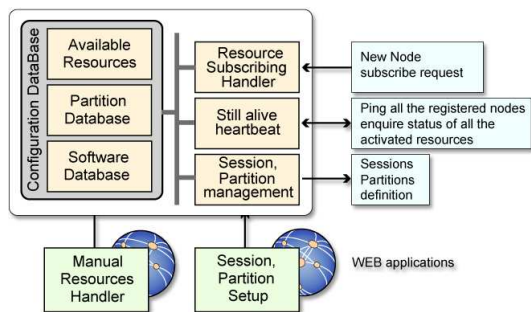 Configuration DataBase
Available
Resources
Partition
Database
Software
Database
Resource
Subscribing
Handler
Still alive
heartbeat
Session,
Partition
management
New Node
subscribe request
Ping all the registered nodes
enquire status of all the
activated resources
Sessions
Partitions
definition
Manual
Resources
Handler
Session,
Partition
Setup
WEB applications